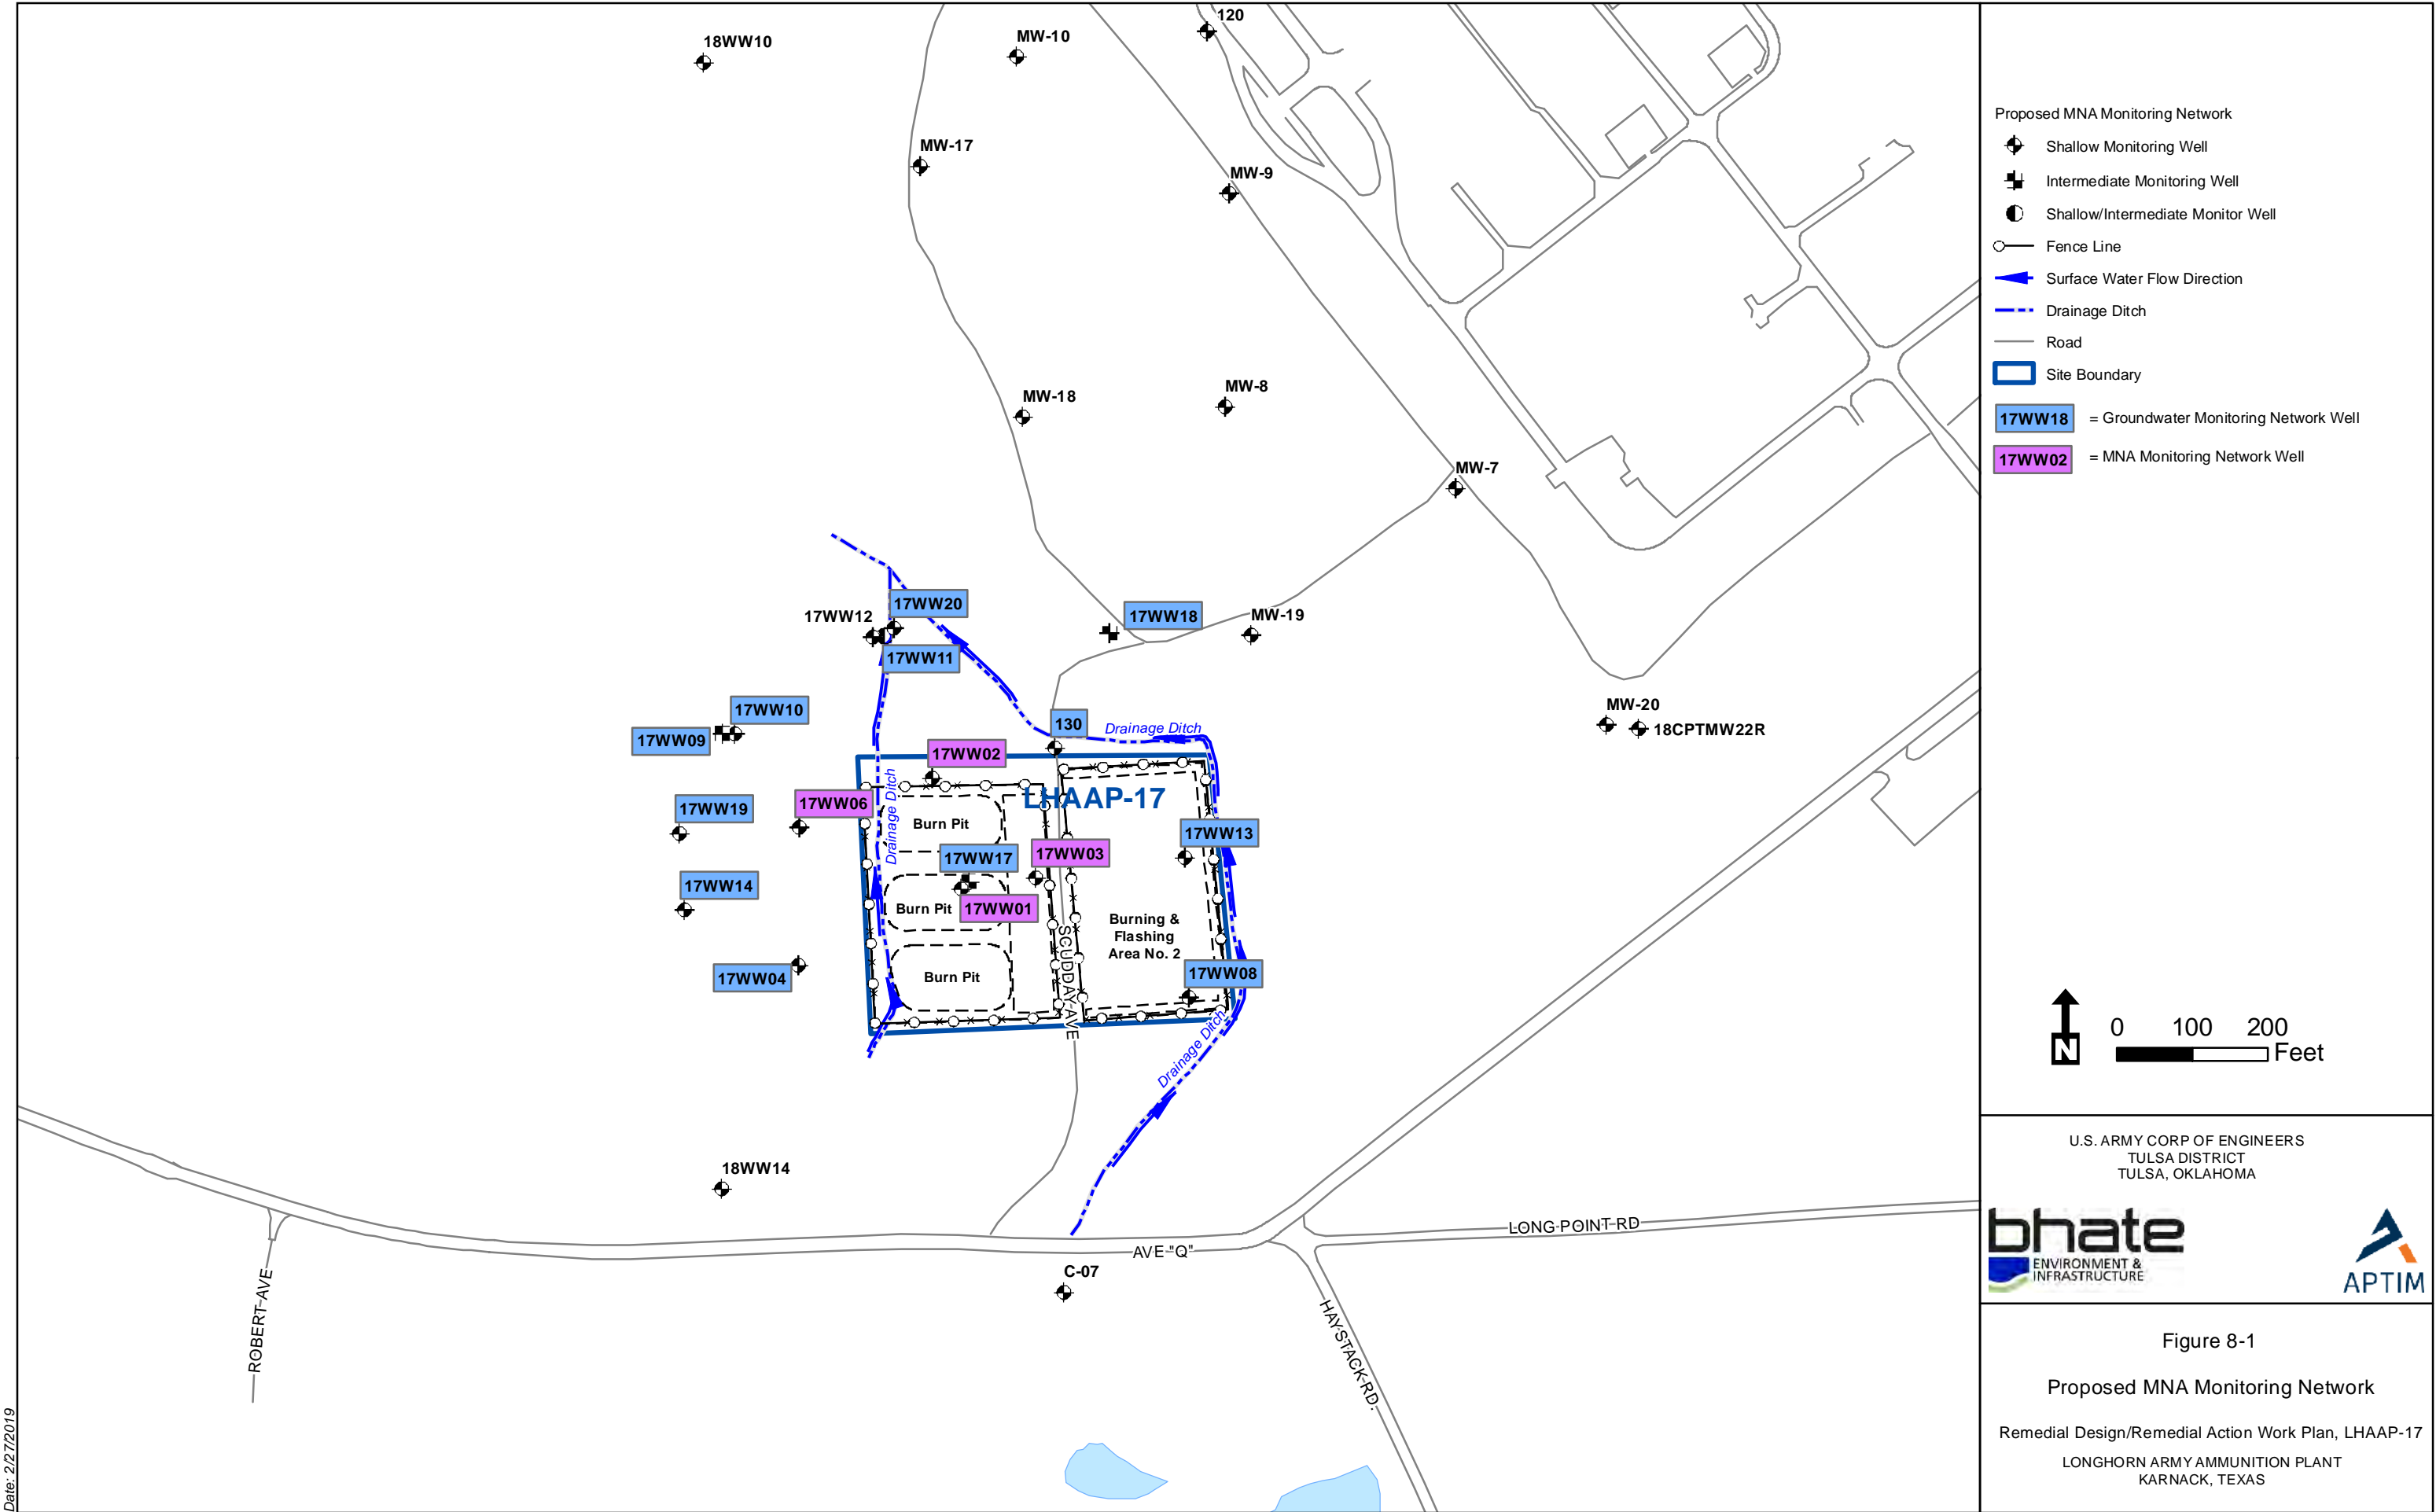 120
18WW10
MW-10
MW-17
MW-9
MW-18
MW-8
MW-7
17WW20
17WW12
17WW18
MW-19
17WW11
17WW10
17WW09
130
Drainage Ditch
MW-20
18CPTMW22R
17WW02
LHAAP-17
17WW06
17WW19
Drainage Ditch
Burn Pit
17WW13
17WW17
17WW03
17WW14
Burn Pit
17WW01
Burning &
Flashing
Area No. 2
SCUDDAY AVE
17WW04
Burn Pit
17WW08
Drainage Ditch
18WW14
LONG POINT RD
AVE "Q"
C-07
ROBERT AVE
HAY STACK RD.
Date: 2/27/2019
Proposed MNA Monitoring Network
Shallow Monitoring Well
Intermediate Monitoring Well
Shallow/Intermediate Monitor Well
Fence Line
Surface Water Flow Direction
Drainage Ditch
Road
Site Boundary
17WW18 = Groundwater Monitoring Network Well
17WW02 = MNA Monitoring Network Well
N
0 100 200
Feet
U.S. ARMY CORP OF ENGINEERS
TULSA DISTRICT
TULSA, OKLAHOMA
bhate
ENVIRONMENT &
INFRASTRUCTURE
APTIM
Figure 8-1
Proposed MNA Monitoring Network
Remedial Design/Remedial Action Work Plan, LHAAP-17
LONGHORN ARMY AMMUNITION PLANT
KARNACK, TEXAS